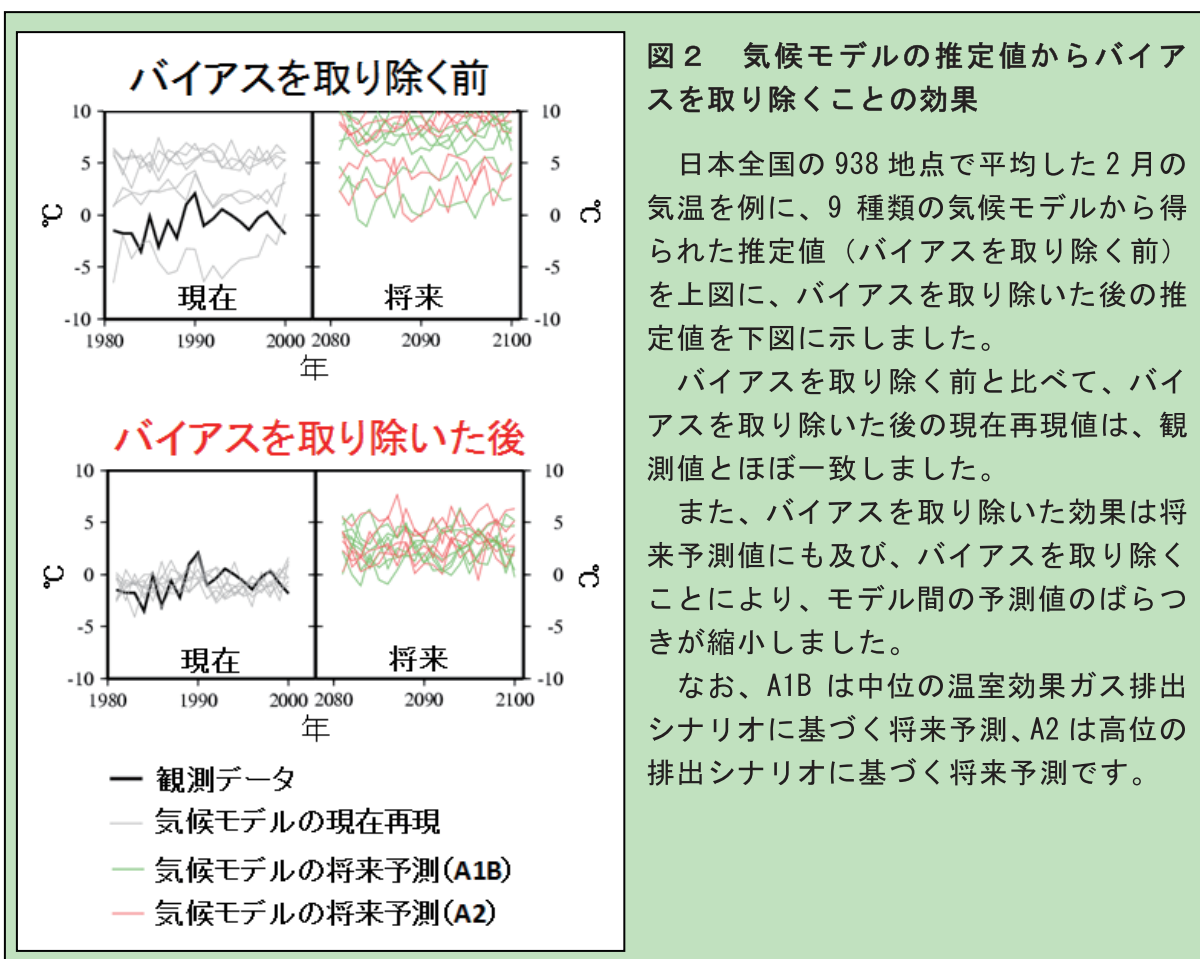 バイアスを取り除く前
10
5
0
-5
-10
℃
現在
将来
10
5
0
-5
-10
℃
1980
1990
2000
2080
2090
2100
年
バイアスを取り除いた後
10
5
0
-5
-10
℃
現在
将来
10
5
0
-5
-10
℃
1980
1990
2000
2080
2090
2100
年
観測データ
気候モデルの現在再現
気候モデルの将来予測(A1B)
気候モデルの将来予測(A2)
図2 気候モデルの推定値からバイア
スを取り除くことの効果
日本全国の 938 地点で平均した 2 月の
気温を例に、9 種類の気候モデルから得
られた推定値（バイアスを取り除く前）
を上図に、バイアスを取り除いた後の推
定値を下図に示しました。
バイアスを取り除く前と比べて、バイ
アスを取り除いた後の現在再現値は、観
測値とほぼ一致しました。
また、バイアスを取り除いた効果は将
来予測値にも及び、バイアスを取り除く
ことにより、モデル間の予測値のばらつ
きが縮小しました。
なお、A1B は中位の温室効果ガス排出
シナリオに基づく将来予測、A2 は高位の
排出シナリオに基づく将来予測です。